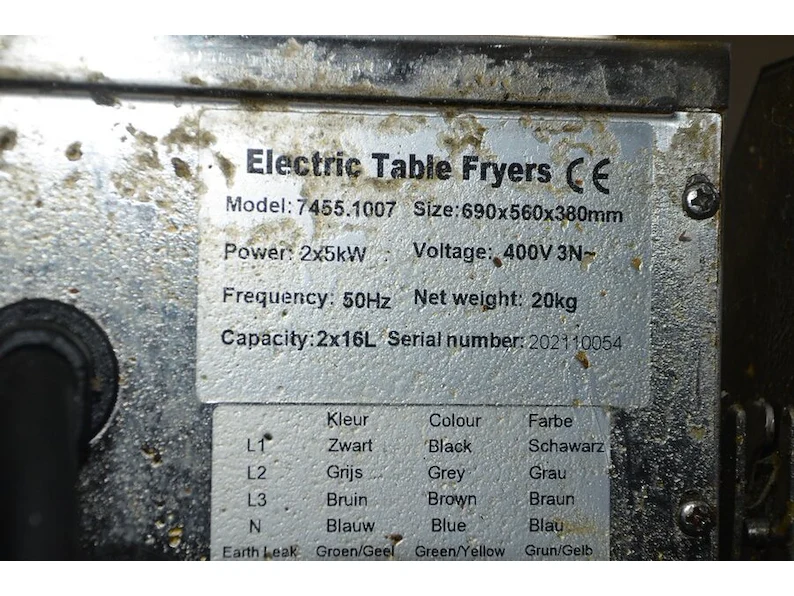 Electric Table Fryers CE
Model: 7455.1007 Size:690x560x380mm
Power: 2x5kW Voltage: 400V 3N~
Frequency: 50Hz Net weight: 20kg
Capacity:2x16L Serial number: 202110054
Kleur Colour Farbe
L1 Zwart Black Schawarz
L2 Grijs Grey Grau
L3 Bruin Brown Braun
N Blauw Blue Blau
Earth Leak Groen/Geel Green/Yellow Grun/Gelb